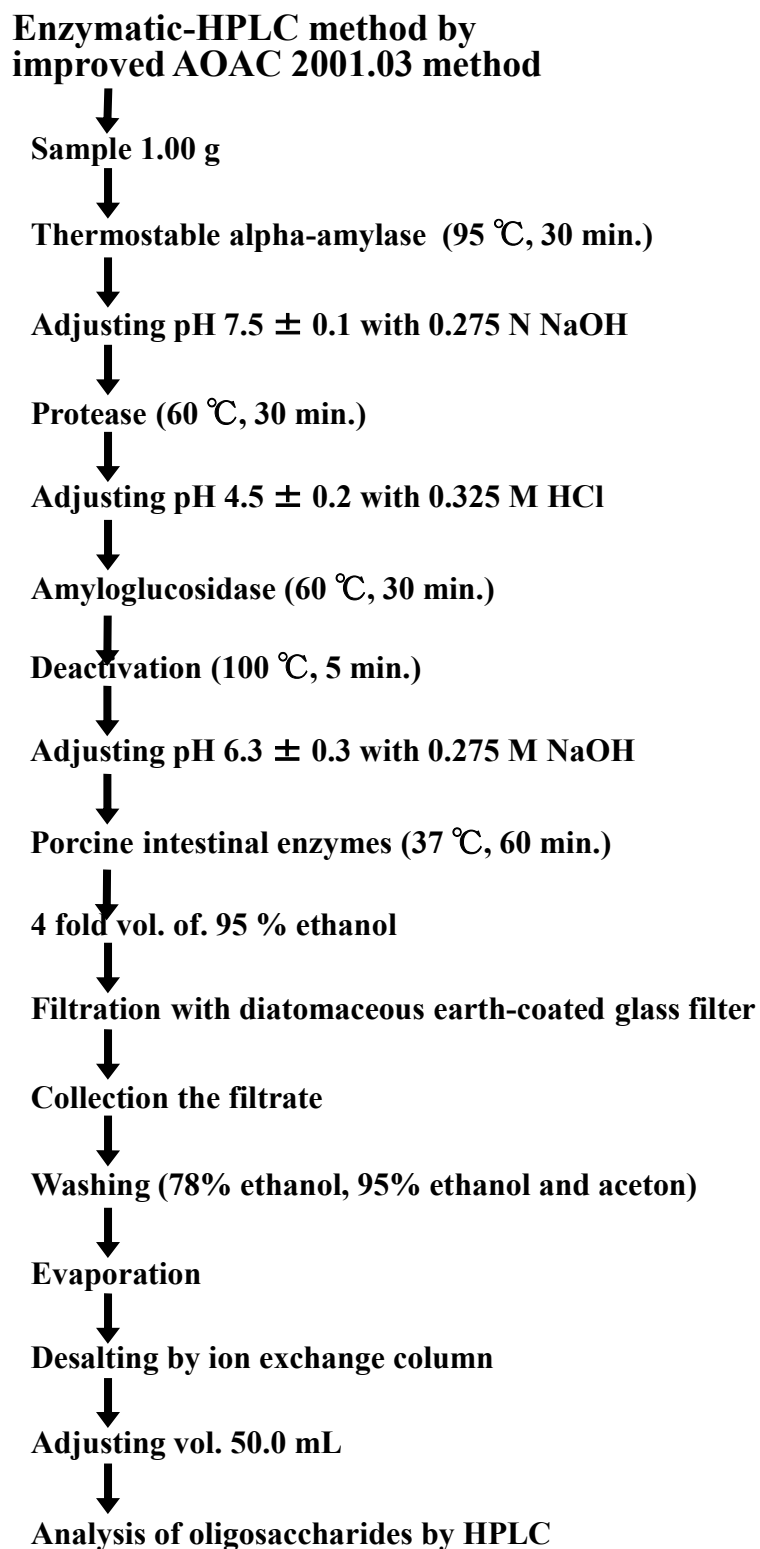 Enzymatic-HPLC method by
improved AOAC 2001.03 method
Sample 1.00 g
Thermostable alpha-amylase (95 ℃, 30 min.)
Adjusting pH 7.5 ± 0.1 with 0.275 N NaOH
Protease (60 ℃, 30 min.)
Adjusting pH 4.5 ± 0.2 with 0.325 M HCl
Amyloglucosidase (60 ℃, 30 min.)
Deactivation (100 ℃, 5 min.)
Adjusting pH 6.3 ± 0.3 with 0.275 M NaOH
Porcine intestinal enzymes (37 ℃, 60 min.)
4 fold vol. of. 95 % ethanol
Filtration with diatomaceous earth-coated glass filter
Collection the filtrate
Washing (78% ethanol, 95% ethanol and aceton)
Evaporation
Desalting by ion exchange column
Adjusting vol. 50.0 mL
Analysis of oligosaccharides by HPLC